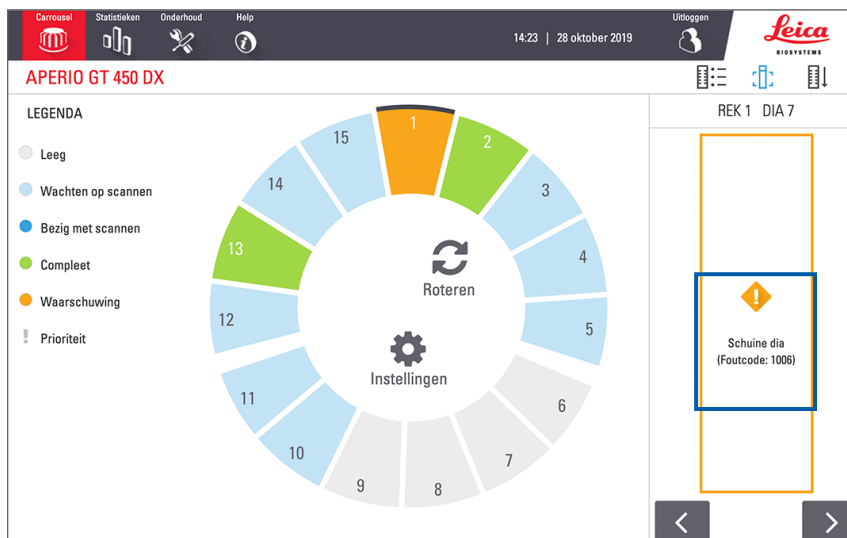 Carrousel
Statistieken
Onderhoud
Help
14:23 | 28 oktober 2019
Uitloggen
Leica
BIOSYSTEMS
APERIO GT 450 DX
LEGENDA
Leeg
Wachten op scannen
Bezig met scannen
Compleet
Waarschuwing
Prioriteit
1
2
3
4
5
6
7
8
9
10
11
12
13
14
15
Roteren
Instellingen
REK 1 DIA 7
Schuine dia
(Foutcode: 1006)